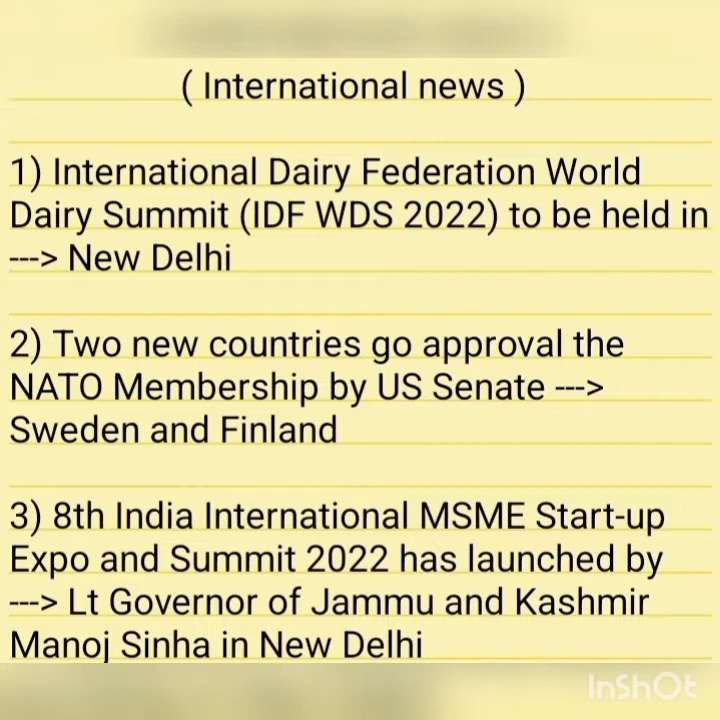 ( International news )
1) International Dairy Federation World
Dairy Summit (IDF WDS 2022) to be held in
---> New Delhi
2) Two new countries go approval the
NATO Membership by US Senate --->
Sweden and Finland
3) 8th India International MSME Start-up
Expo and Summit 2022 has launched by
---> Lt Governor of Jammu and Kashmir
Manoj Sinha in New Delhi
InShOt